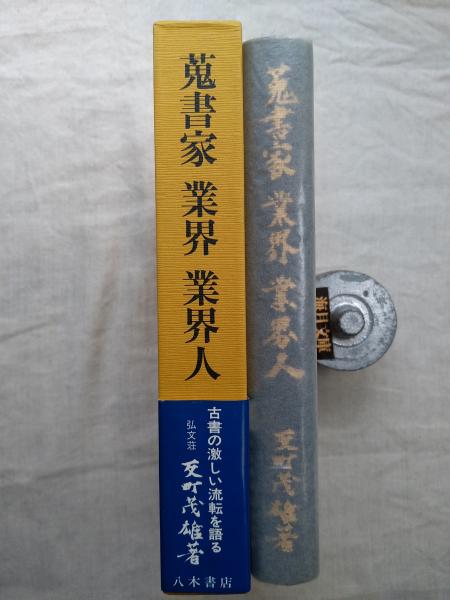 蒐書家 業界 業界人
古書の激しい流転を語る
弘文荘 反町茂雄著
八木書店
蒐書家 業界 業界人
反町茂雄著